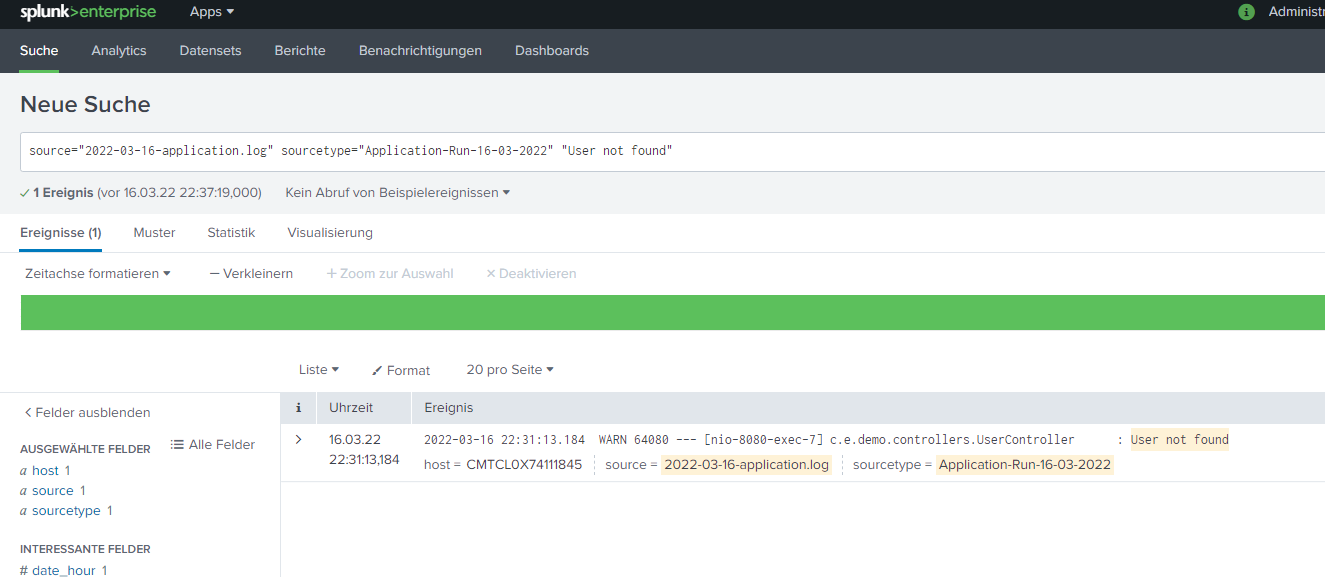 splunk>enterprise Apps Administr
Suche Analytics Datensets Berichte Benachrichtigungen Dashboards
Neue Suche
source="2022-03-16-application.log" sourcetype="Application-Run-16-03-2022" "User not found"
1 Ereignis (vor 16.03.22 22:37:19,000) Kein Abruf von Beispielereignissen
Ereignisse (1) Muster Statistik Visualisierung
Zeitachse formatieren — Verkleinern + Zoom zur Auswahl × Deaktivieren
Liste Format 20 pro Seite
< Felder ausblenden
i Uhrzeit Ereignis
AUSGEWÄHLTE FELDER
Alle Felder
a host 1
a source 1
a sourcetype 1
INTERESSANTE FELDER
# date_hour 1
> 16.03.22 2022-03-16 22:31:13.184 WARN 64080 --- [nio-8080-exec-7] c.e.demo.controllers.UserController : User not found
22:31:13,184 host = CMTCL0X74111845 source = 2022-03-16-application.log sourcetype = Application-Run-16-03-2022